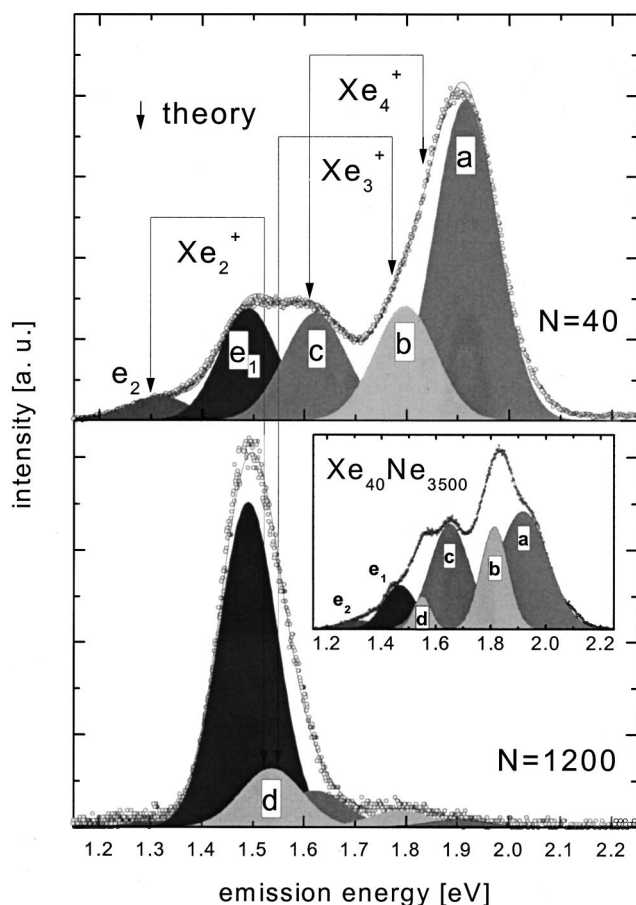 Xe4+
↓ theory
Xe3+
a
Xe2+
N=40
e2
e1
c
b
intensity [a. u.]
Xe40Ne3500
a
c
b
e1
e2
d
1.2 1.4 1.6 1.8 2.0 2.2
N=1200
d
1.2 1.3 1.4 1.5 1.6 1.7 1.8 1.9 2.0 2.1 2.2
emission energy [eV]